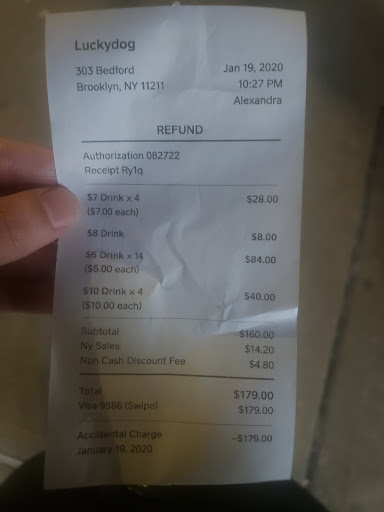 Luckydog
303 Bedford
Brooklyn, NY 11211
Jan 19, 2020
10:27 PM
Alexandra
REFUND
Authorization 082722
Receipt Ry1q
$7 Drink x 4 $28.00
($7.00 each)
$8 Drink $8.00
$6 Drink x 14 $84.00
($6.00 each)
$10 Drink x 4 $40.00
($10.00 each)
Subtotal $160.00
Ny Sales $14.20
Non Cash Discount Fee $4.80
Total $179.00
Visa 9586 (Swipe) $179.00
Accidental Charge -$179.00
January 19, 2020